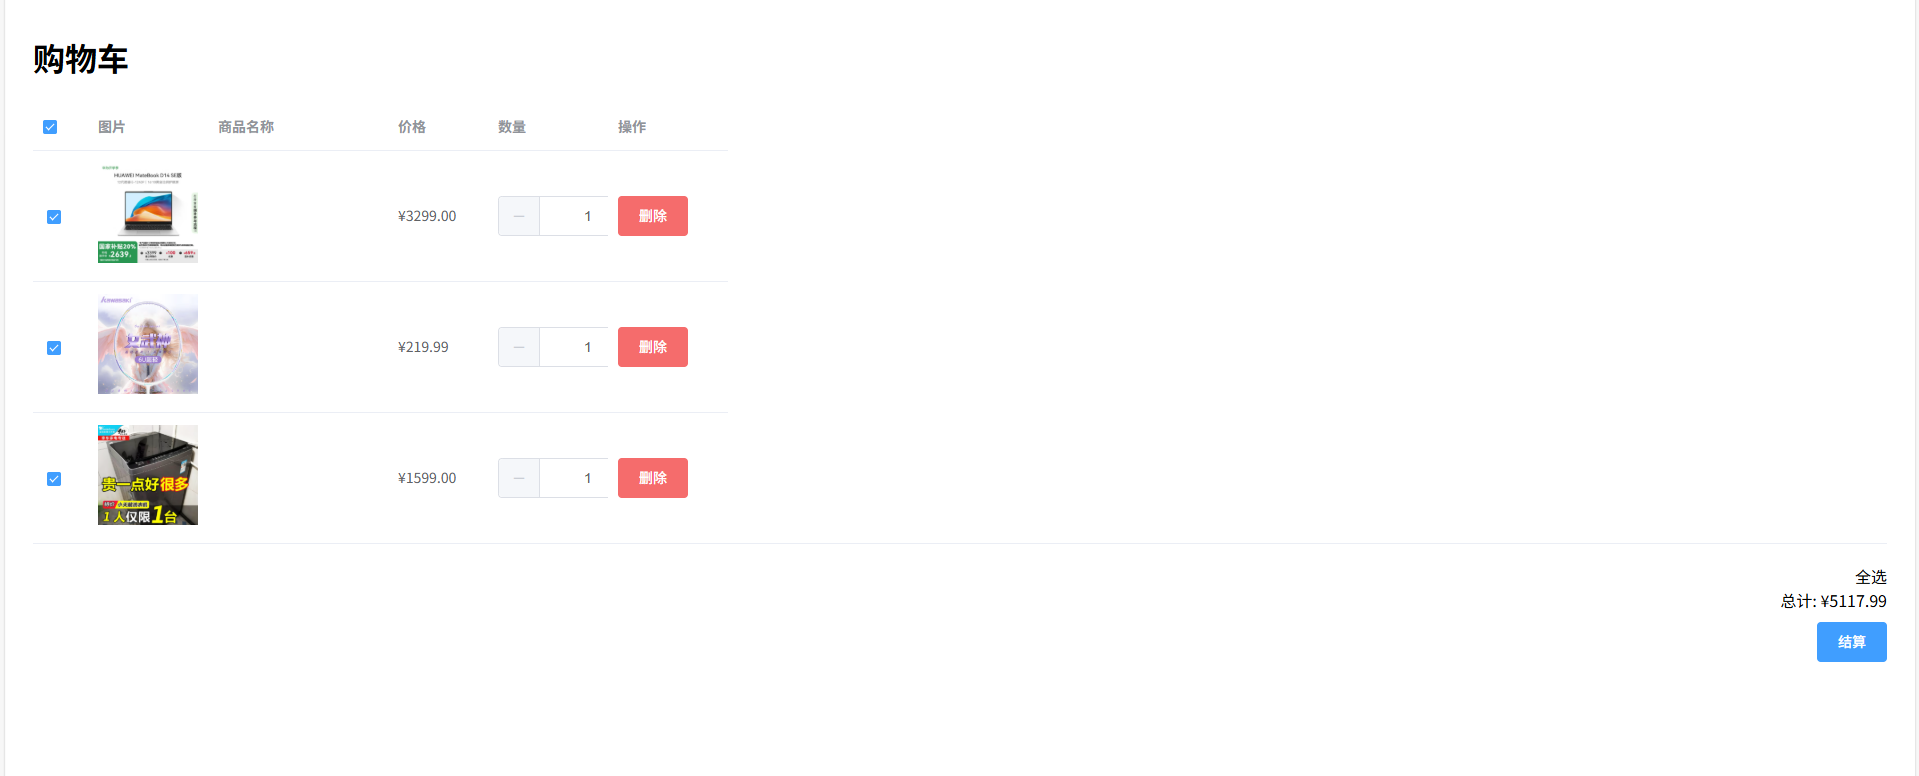 购物车
图片 商品名称 价格 数量 操作
HUAWEI MateBook D14 SE版
国家补贴20%
2639
¥3299.00 1 删除
¥219.99 1 删除
贵一点好很多
1人仅限1台
¥1599.00 1 删除
全选
总计: ¥5117.99
结算